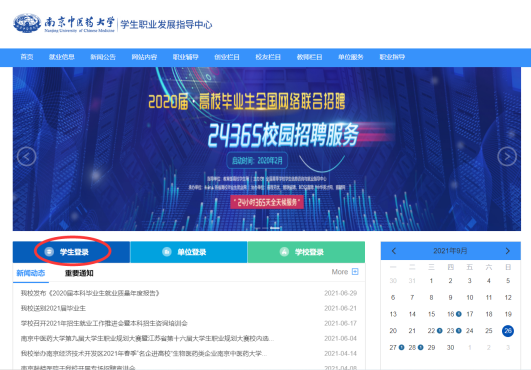 南京中医药大学 学生职业发展指导中心
Nanjing University of Chinese Medicine
首页 就业信息 新闻公告 网站内容 职业辅导 创业栏目 校友栏目 教师栏目 单位服务 职业指导
2020届·高校毕业生全国网络联合招聘
24365校园招聘服务
启动时间:2020年2月
"24小时365天全天候服务"
学生登录 单位登录 学校登录
新闻动态 重要通知 More
我校发布《2020届本科毕业生就业质量年度报告》 2021-06-29
我校送别2021届毕业生 2021-06-21
学校召开2021年招生就业工作推进会暨本科招生咨询培训会 2021-06-17
南京中医药大学第九届大学生职业规划大赛暨江苏省第十六届大学生职业规划大赛校内选... 2021-06-04
我校举办南京经济技术开发区2021年春季"名企进高校"生物医药类企业南京中医药大学... 2021-04-14
2021-04-08
2021年9月
一 二 三 四 五 六 日
30 31 1 2 3 4 5
6 7 8 9 10 11 12
13 14 15 16 17 18 19
20 21 22 23 24 25 26
27 28 29 30 1 2 3